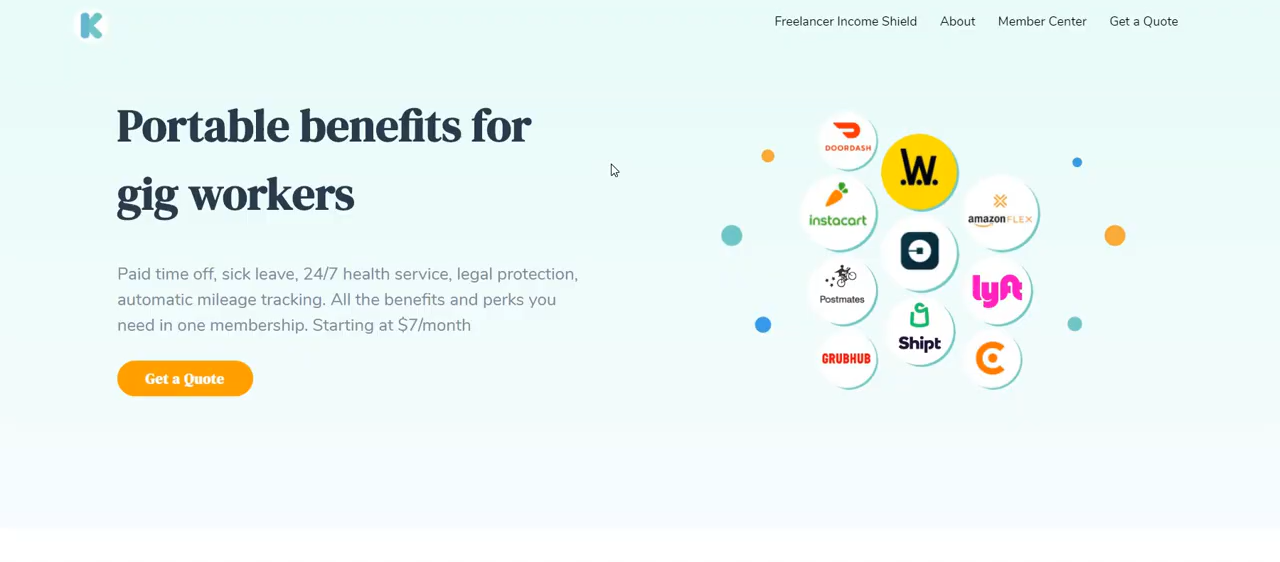 K
Freelancer Income Shield
About
Member Center
Get a Quote
Portable benefits for
gig workers
Paid time off, sick leave, 24/7 health service, legal protection,
automatic mileage tracking. All the benefits and perks you
need in one membership. Starting at $7/month
Get a Quote
DOORDASH
.W.
instacart
amazon FLEX
Postmates
lyft
Shipt
GRUBHUB
C